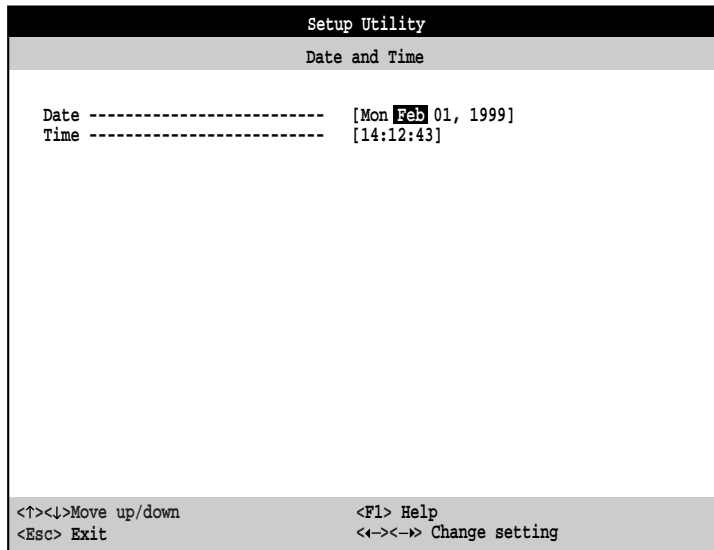 Setup Utility
Date and Time
Date -------------------------- [Mon Feb 01, 1999]
Time -------------------------- [14:12:43]
<↑><↓>Move up/down <F1> Help
<Esc> Exit <←><→> Change setting